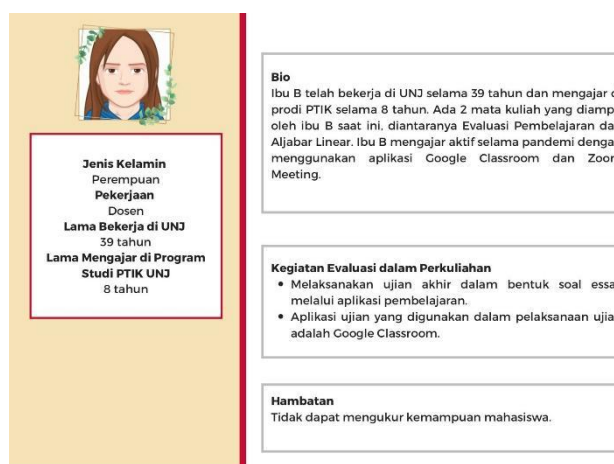 Jenis Kelamin
Perempuan
Pekerjaan
Dosen
Lama Bekerja di UNJ
39 tahun
Lama Mengajar di Program
Studi PTIK UNJ
8 tahun
Bio
Ibu B telah bekerja di UNJ selama 39 tahun dan mengajar
prodi PTIK selama 8 tahun. Ada 2 mata kuliah yang
oleh ibu B saat ini, diantaranya Evaluasi Pembelajaran
Aljabar Linear. Ibu B mengajar aktif selama pandemi
menggunakan aplikasi Google Classroom dan
Meeting.
Kegiatan Evaluasi dalam Perkuliahan
• Melaksanakan ujian akhir dalam bentuk soal
melalui aplikasi pembelajaran.
• Aplikasi ujian yang digunakan dalam pelaksanaan
adalah Google Classroom.
Hambatan
Tidak dapat mengukur kemampuan mahasiswa.